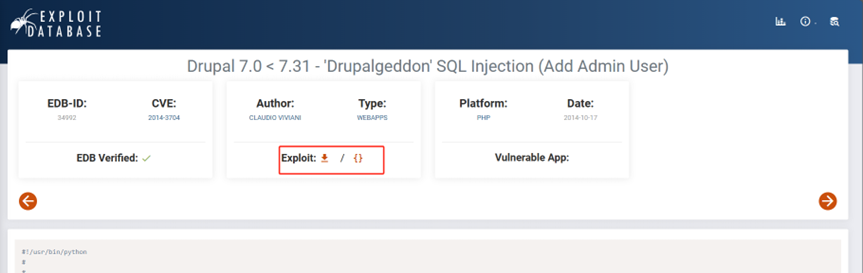 EXPLOIT
DATABASE
Drupal 7.0 < 7.31 - 'Drupalgeddon' SQL Injection (Add Admin User)
EDB-ID: CVE:
34992 2014-3704
EDB Verified:
Author: Type:
CLAUDIO VIVIANI WEBAPPS
Exploit: / {}
Platform: Date:
PHP 2014-10-17
Vulnerable App:
#!/usr/bin/python
#
#